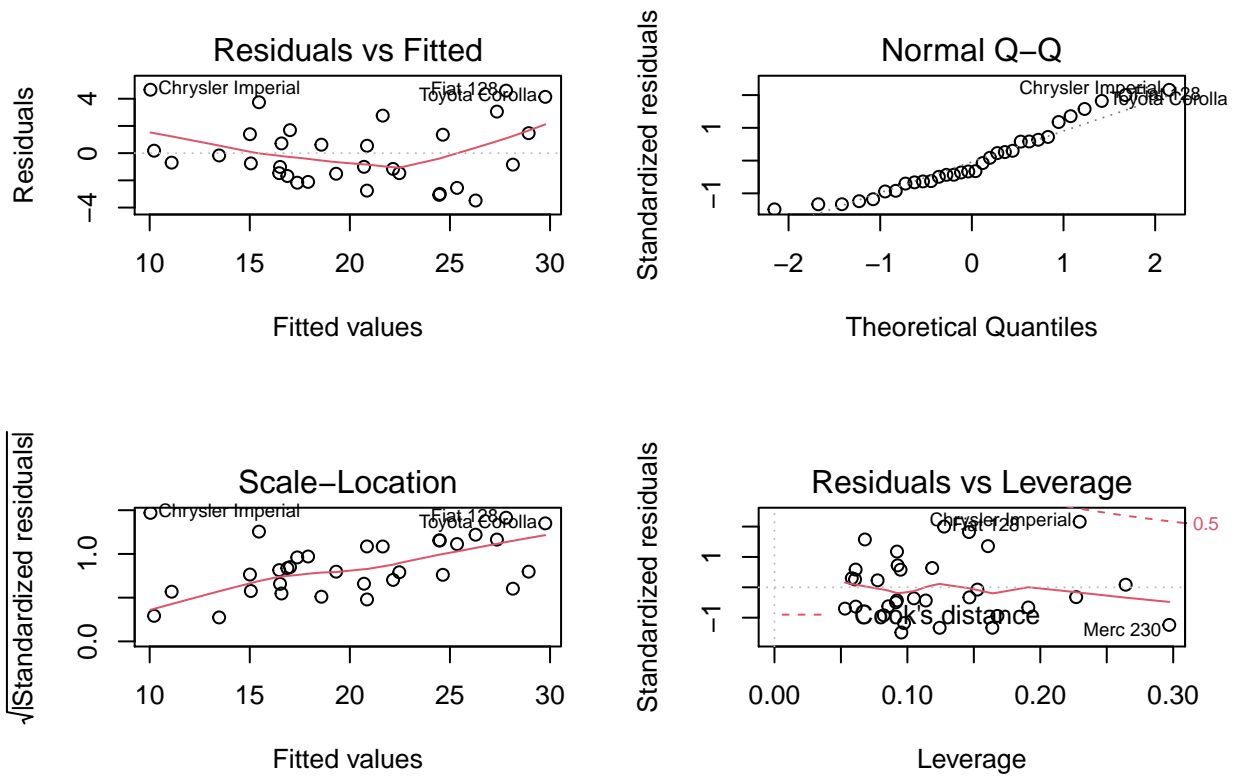 Residuals vs Fitted
Residuals
4
0
−4
Chrysler Imperial
Fiat 128
Toyota Corolla
10 15 20 25 30
Fitted values
Normal Q−Q
Standardized residuals
1
−1
Chrysler Imperial
Fiat 128
Toyota Corolla
−2 −1 0 1 2
Theoretical Quantiles
Scale−Location
√|Standardized residuals|
1.0
0.0
Chrysler Imperial
Fiat 128
Toyota Corolla
10 15 20 25 30
Fitted values
Residuals vs Leverage
Standardized residuals
1
−1
Chrysler Imperial
Fiat 128
0.5
Cook's distance
Merc 230
0.00 0.10 0.20 0.30
Leverage